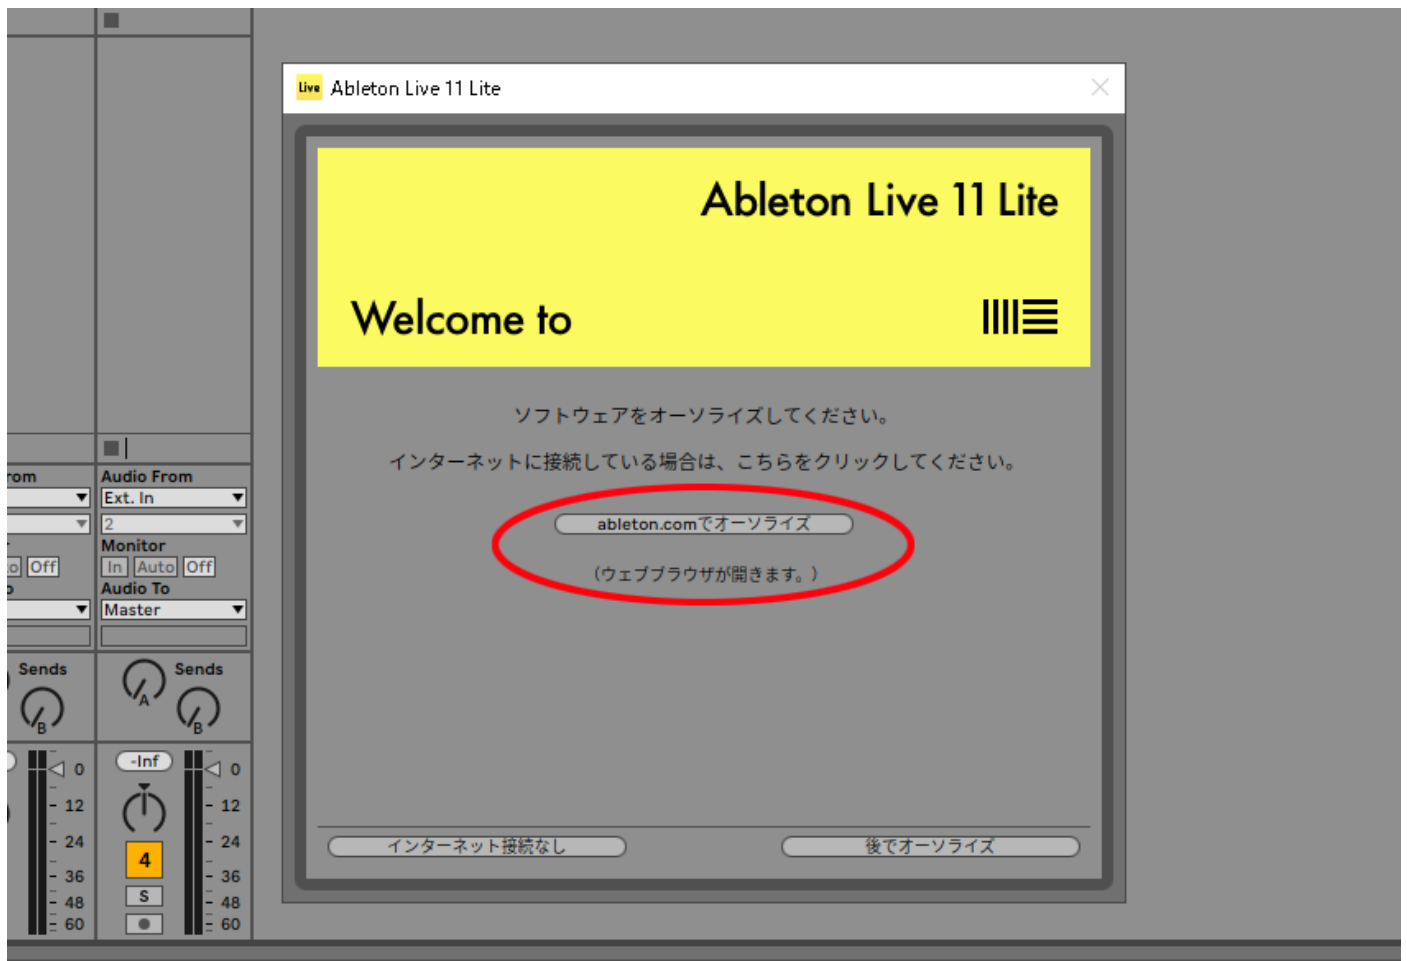 Live Ableton Live 11 Lite
Ableton Live 11 Lite
Welcome to
ソフトウェアをオーソライズしてください。
インターネットに接続している場合は、こちらをクリックしてください。
ableton.comでオーソライズ
（ウェブブラウザが開きます。）
インターネット接続なし
後でオーソライズ
Audio From
Ext. In
2
Monitor
Off
In Auto Off
Audio To
Master
Sends
Sends
A
B
B
-Inf
0
0
12
12
24
24
4
36
36
S
48
48
60
60